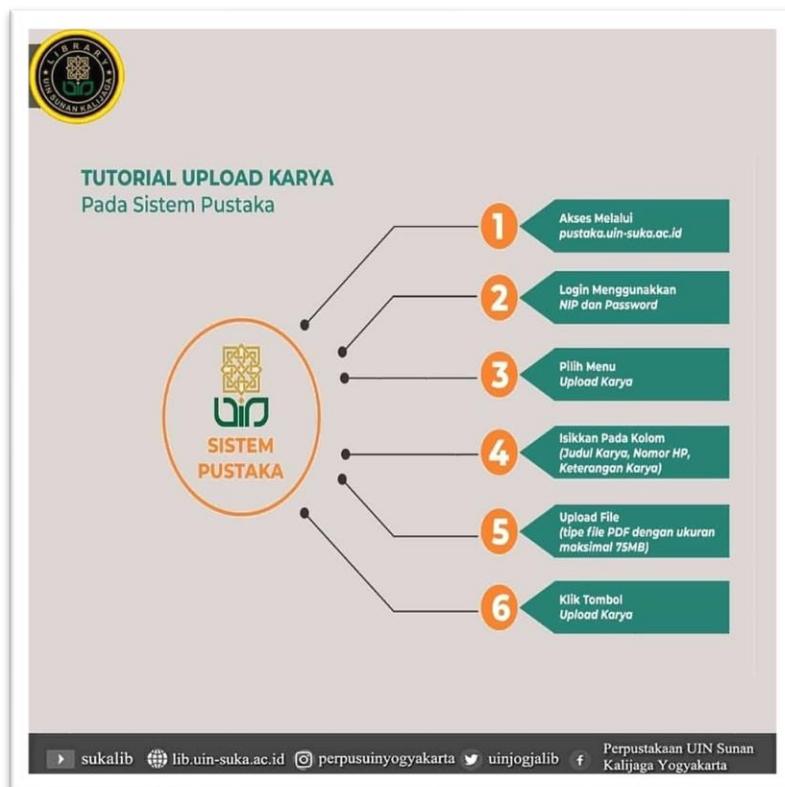 LIBRARY
UIN SUNAN KALIJAGA
TUTORIAL UPLOAD KARYA
Pada Sistem Pustaka
1
Akses Melalui
pustaka.uin-suka.ac.id
2
Login Menggunakkan
NIP dan Password
3
Pilih Menu
Upload Karya
4
Isikkan Pada Kolom
(Judul Karya, Nomor HP,
Keterangan Karya)
5
Upload File
(tipe file PDF dengan ukuran
maksimal 75MB)
6
Klik Tombol
Upload Karya
uin
SISTEM
PUSTAKA
sukalib lib.uin-suka.ac.id perpusuinyogyakarta uinjogjalib
Perpustakaan UIN Sunan
Kalijaga Yogyakarta